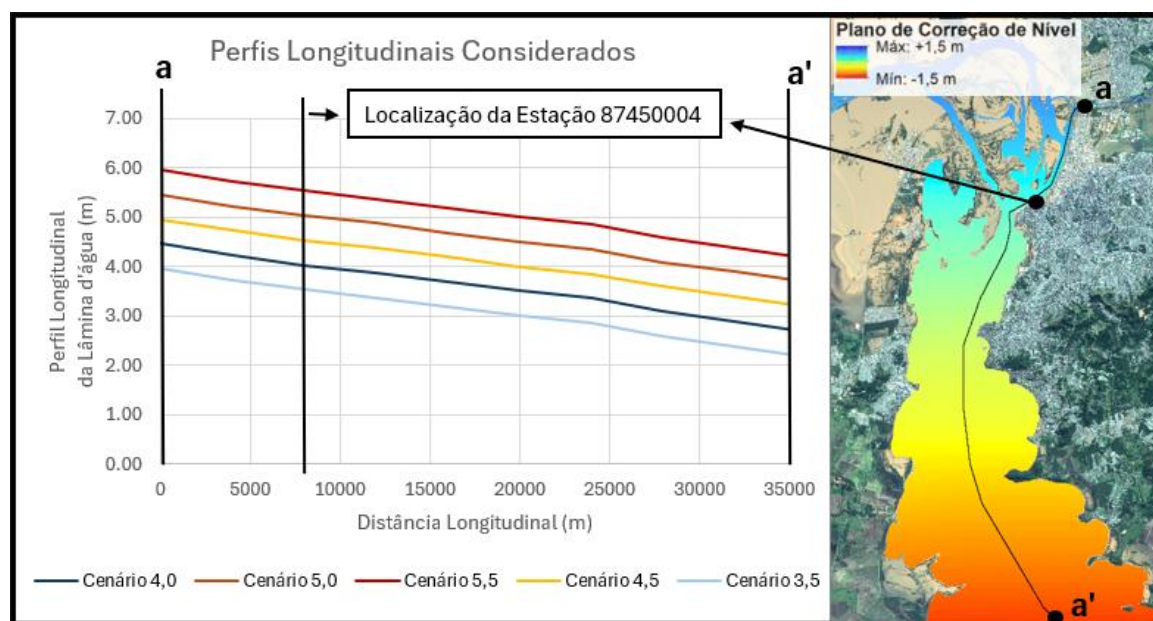 Perfis Longitudinais Considerados
a
a'
Localização da Estação 87450004
Perfil Longitudinal
da Lâmina d'água (m)
7.00
6.00
5.00
4.00
3.00
2.00
1.00
0.00
0
5000
10000
15000
20000
25000
30000
35000
Distância Longitudinal (m)
Cenário 4,0
Cenário 5,0
Cenário 5,5
Cenário 4,5
Cenário 3,5
Plano de Correção de Nível
Máx: +1,5 m
Mín: -1,5 m
a
a'